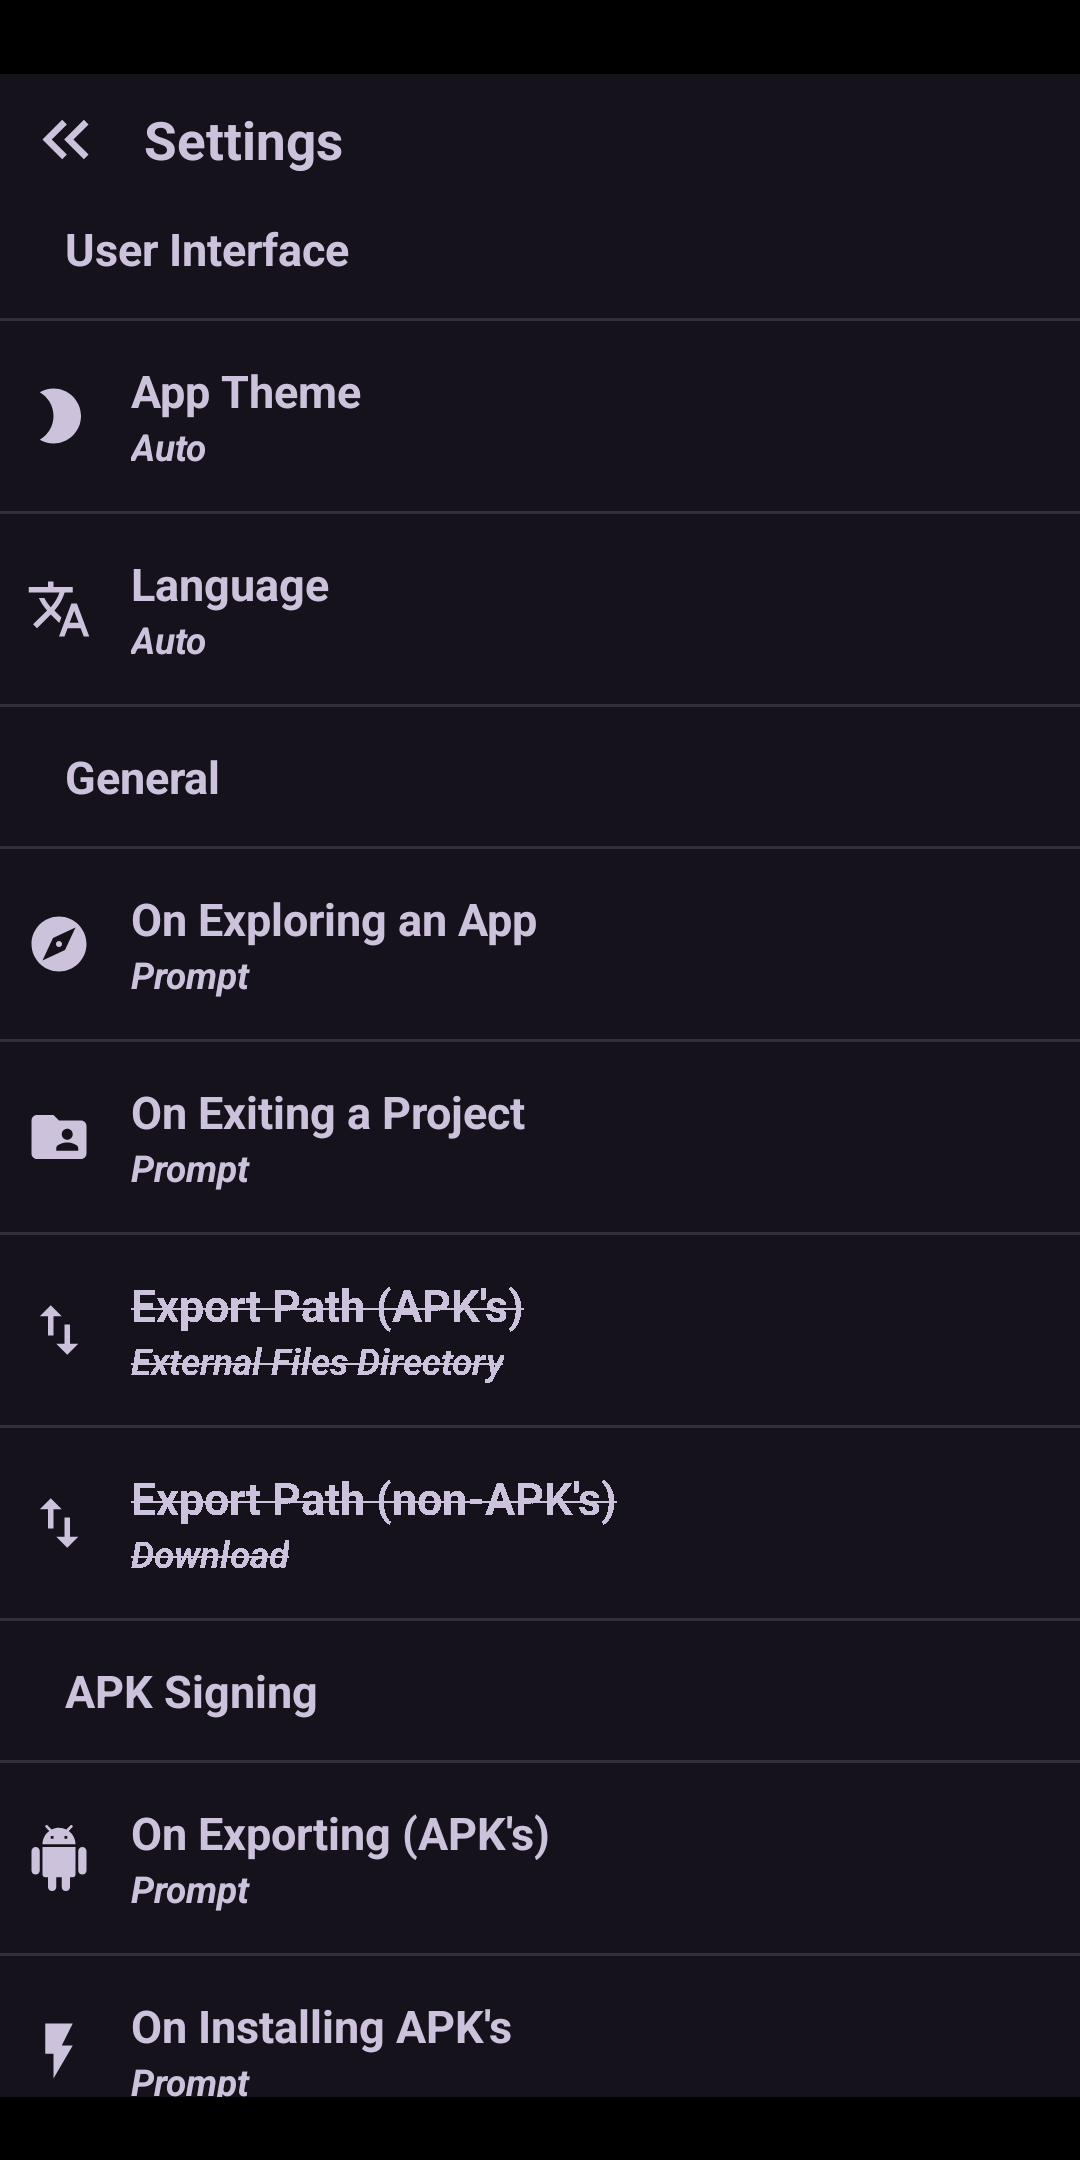 Settings
User Interface
App Theme
Auto
Language
Auto
General
On Exploring an App
Prompt
On Exiting a Project
Prompt
Export Path (APK's)
External Files Directory
Export Path (non-APK's)
Download
APK Signing
On Exporting (APK's)
Prompt
On Installing APK's
Prompt